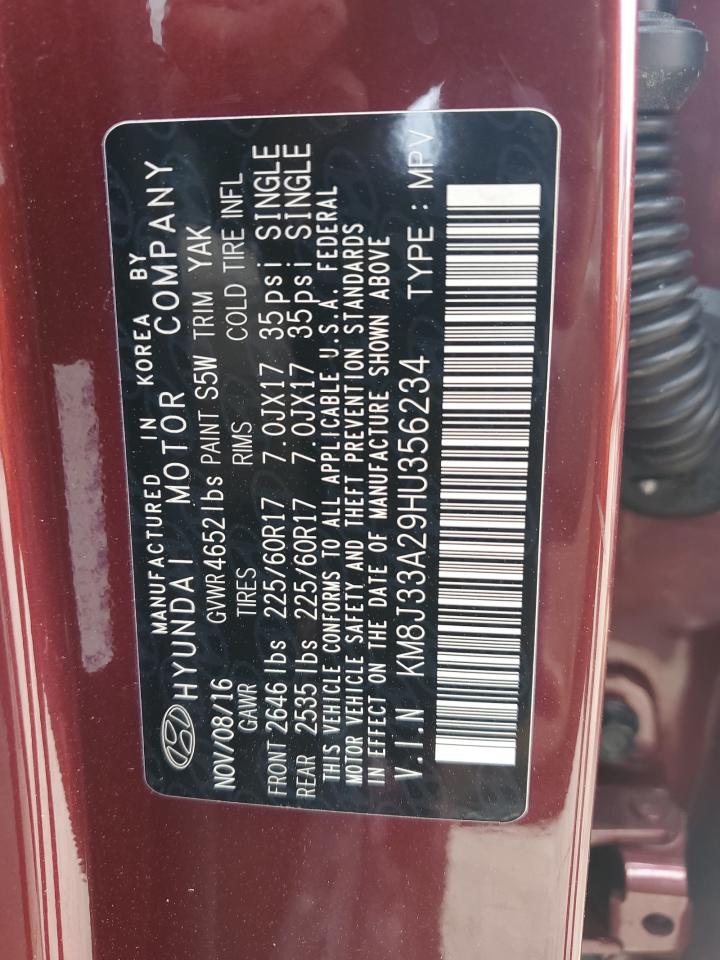 MANUFACTURED IN KOREA BY
HYUNDAI MOTOR COMPANY
NOV/08/16 GVWR 4652 lbs PAINT S5W TRIM YAK
GAWR TIRES RIMS COLD TIRE INFL
FRONT 2646 lbs 225/60R17 7.0JX17 35psi SINGLE
REAR 2535 lbs 225/60R17 7.0JX17 35psi SINGLE
THIS VEHICLE CONFORMS TO ALL APPLICABLE U.S.A. FEDERAL
MOTOR VEHICLE SAFETY AND THEFT PREVENTION STANDARDS
IN EFFECT ON THE DATE OF MANUFACTURE SHOWN ABOVE
V.I.N KM8J33A29HU356234 TYPE : MPV